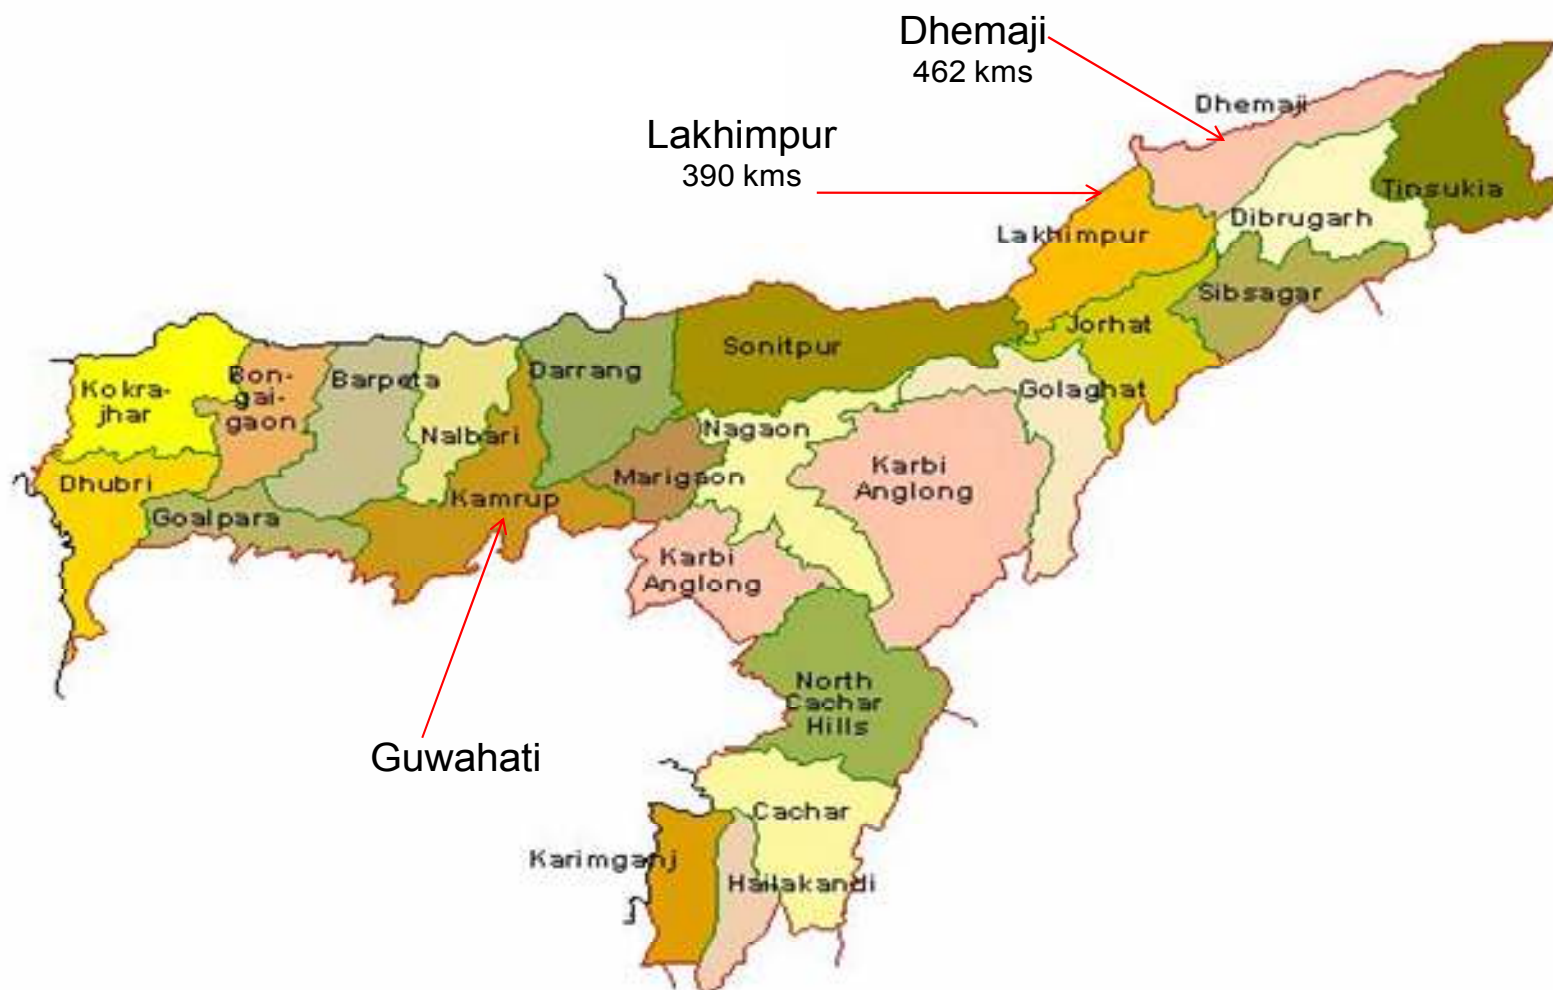 Dhemaji
462 kms
Dhemaji
Lakhimpur
390 kms
Tinsukia
Dibrugarh
Lakhimpur
Sibsagar
Jorhat
Sonitpur
Darrang
Barpeta
Bon-
gai-
gaon
Kokra-
jhar
Golaghat
Nalbari
Nagaon
Karbi
Anglong
Marigaon
Dhubri
Kamrup
Goalpara
Karbi
Anglong
North
Cachar
Hills
Guwahati
Cachar
Karimganj
Hailakandi